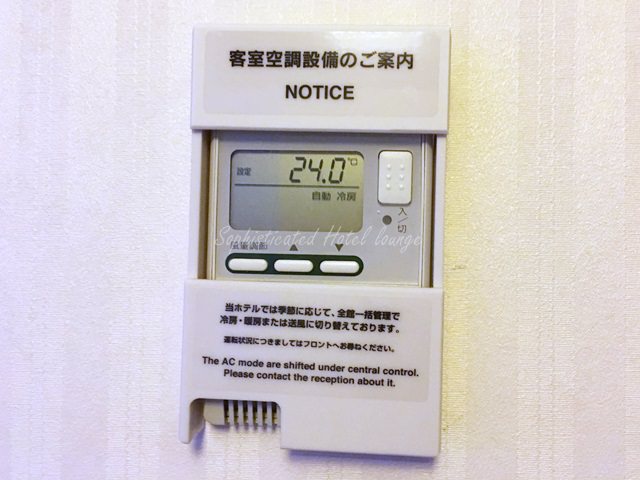 客室空調設備のご案内
NOTICE
設定 24.0 ℃
自動 冷房
入/切
Sophisticated Hotel lounge
風量調節 ▲ ▼
当ホテルでは季節に応じて、全館一括管理で
冷房・暖房または送風に切り替えております。
運転状況につきましてはフロントへお尋ねください。
The AC mode are shifted under central control.
Please contact the reception about it.